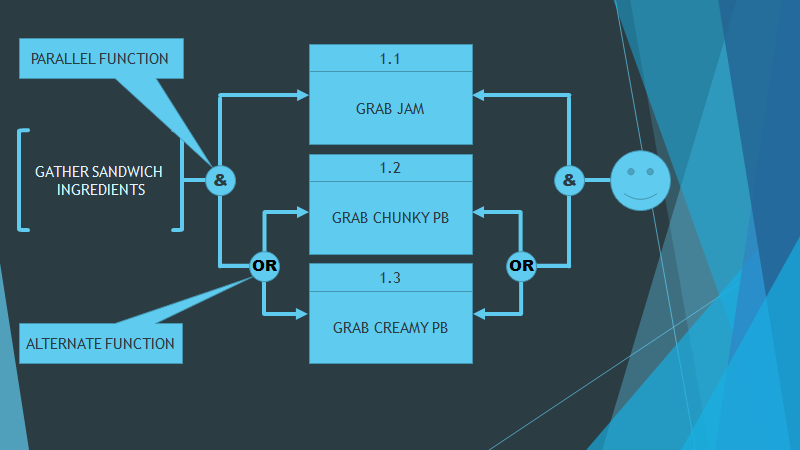 PARALLEL FUNCTION
1.1
GRAB JAM
GATHER SANDWICH
INGREDIENTS
&
1.2
GRAB CHUNKY PB
&
OR
OR
1.3
GRAB CREAMY PB
ALTERNATE FUNCTION